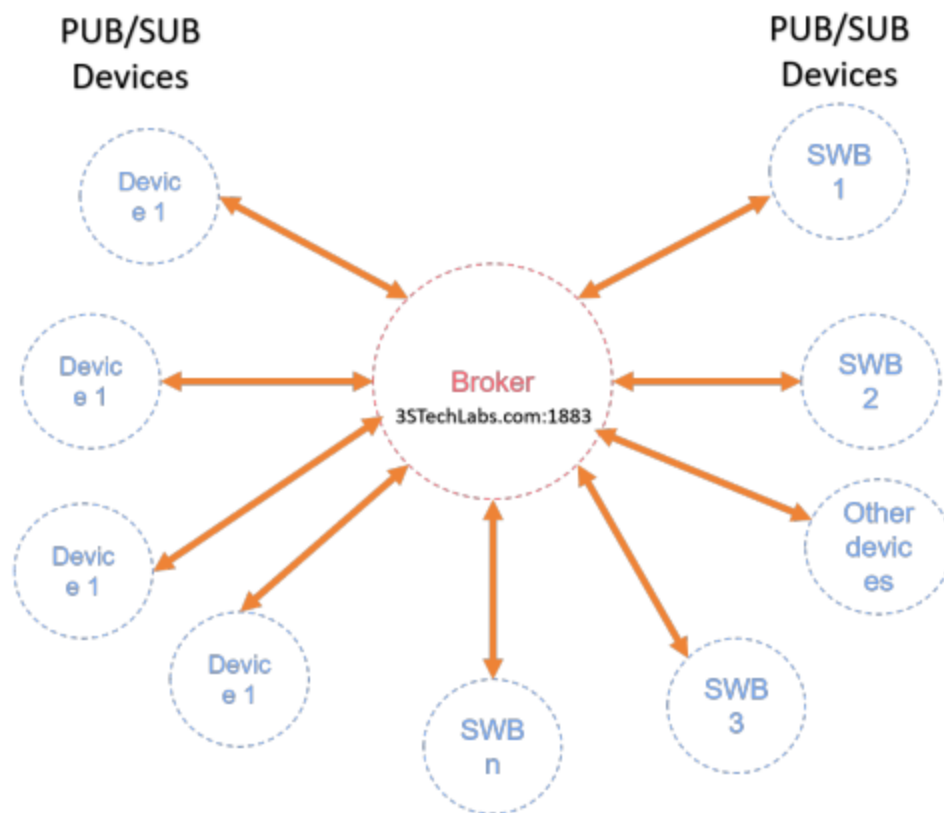 PUB/SUB
Devices
PUB/SUB
Devices
Devic
e 1
SWB
1
Devic
e 1
Broker
3STechLabs.com:1883
SWB
2
Devic
e 1
Other
devic
es
Devic
e 1
SWB
n
SWB
3